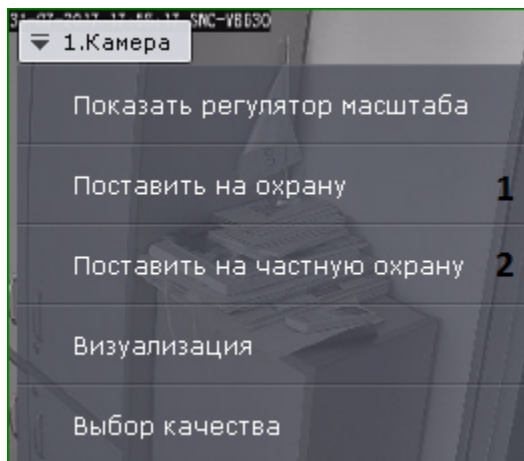 1.Камера
Показать регулятор масштаба
Поставить на охрану 1
Поставить на частную охрану 2
Визуализация
Выбор качества